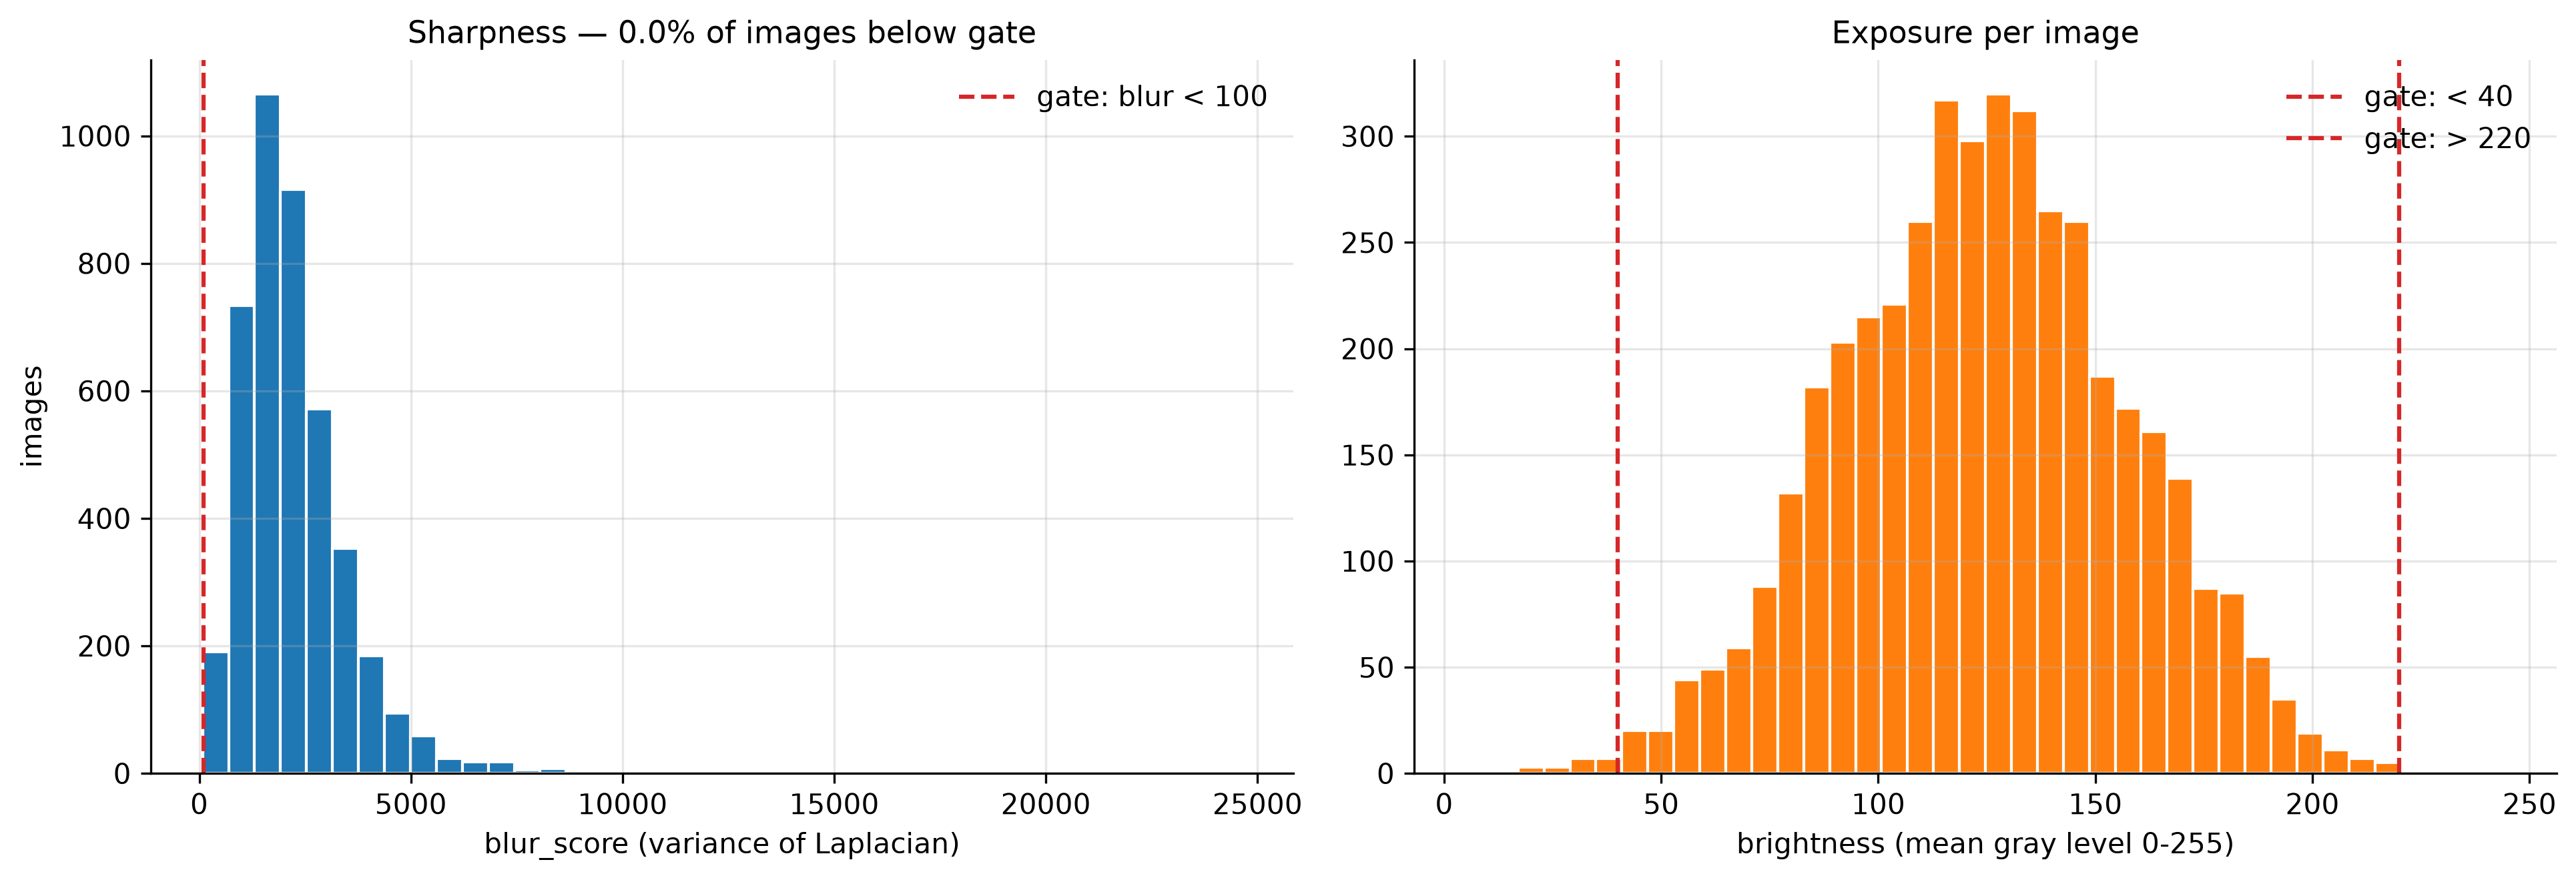 Sharpness — 0.0% of images below gate
gate: blur < 100
1000
800
600
400
200
0
images
0 5000 10000 15000 20000 25000
blur_score (variance of Laplacian)
Exposure per image
gate: < 40
gate: > 220
300
250
200
150
100
50
0
0 50 100 150 200 250
brightness (mean gray level 0-255)